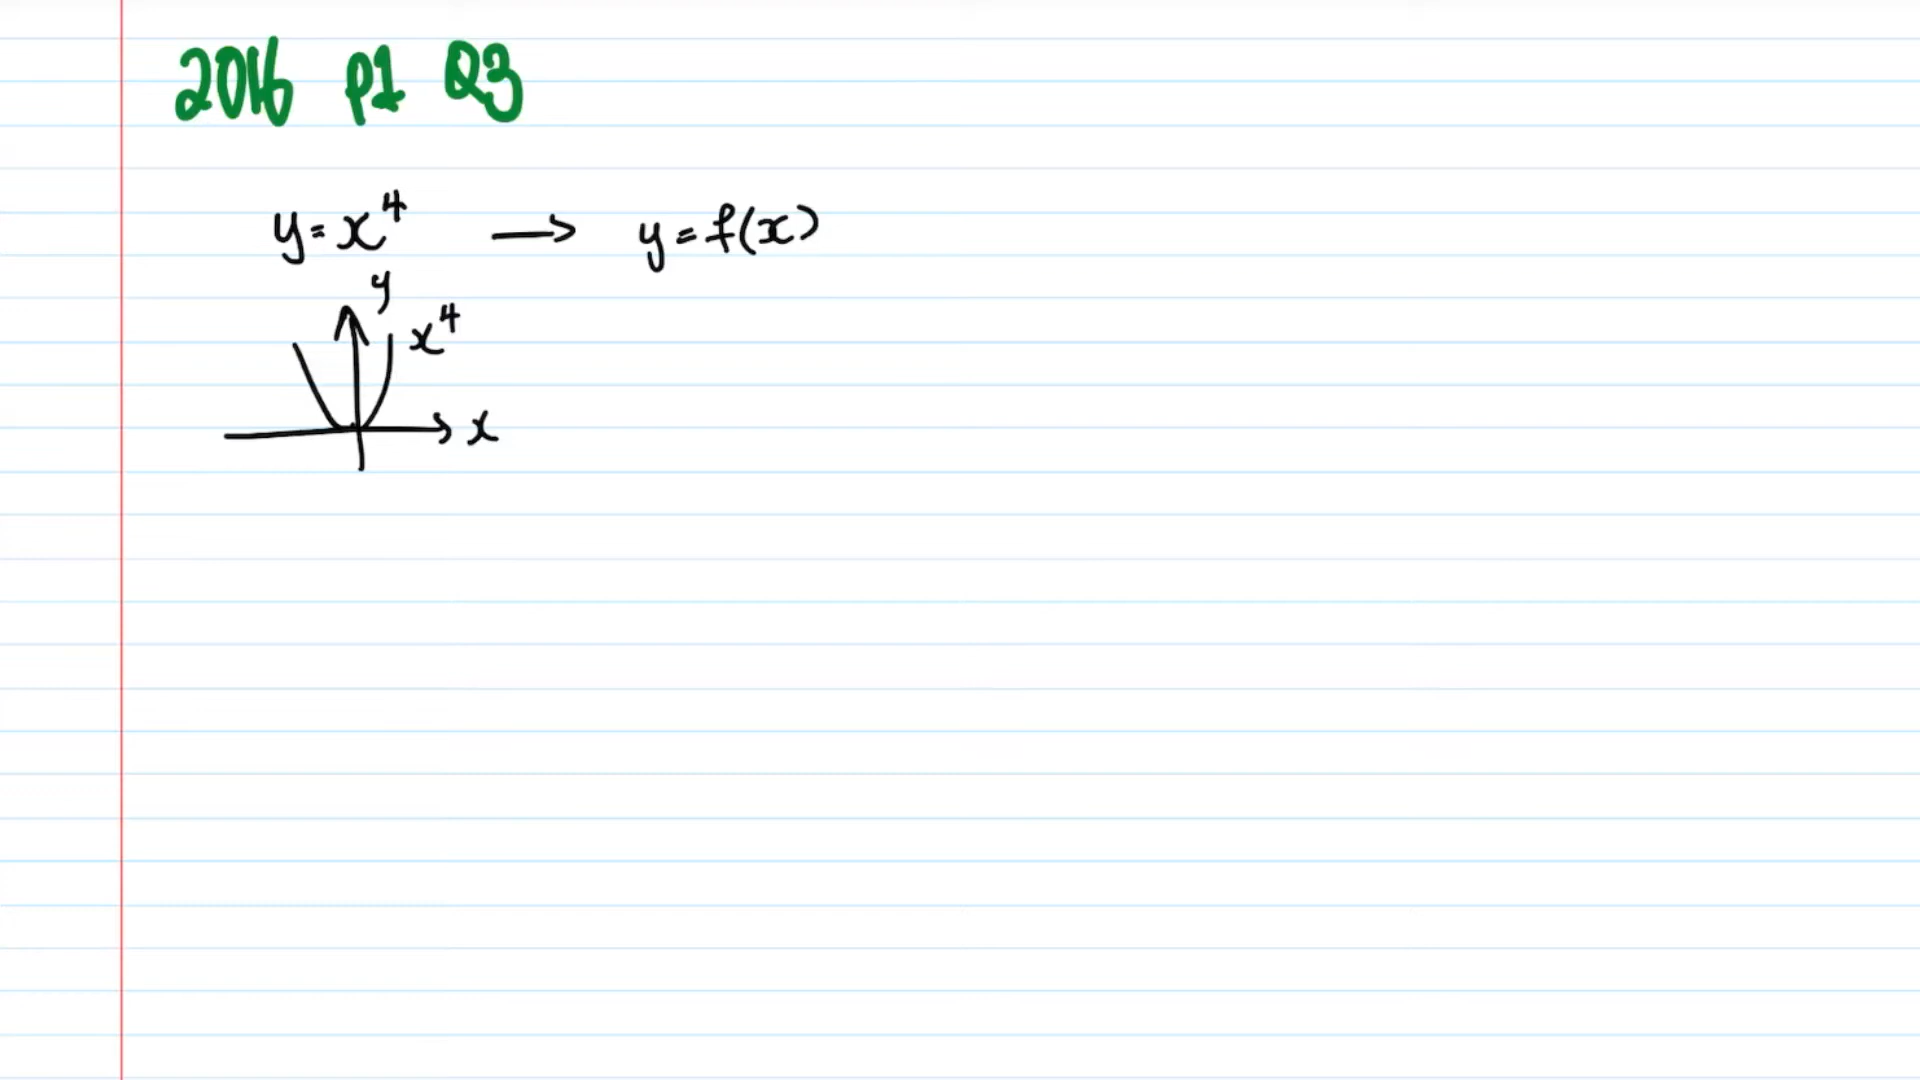 2016 P1 Q3
y = x⁴ → y = f(x)
y
x⁴
x